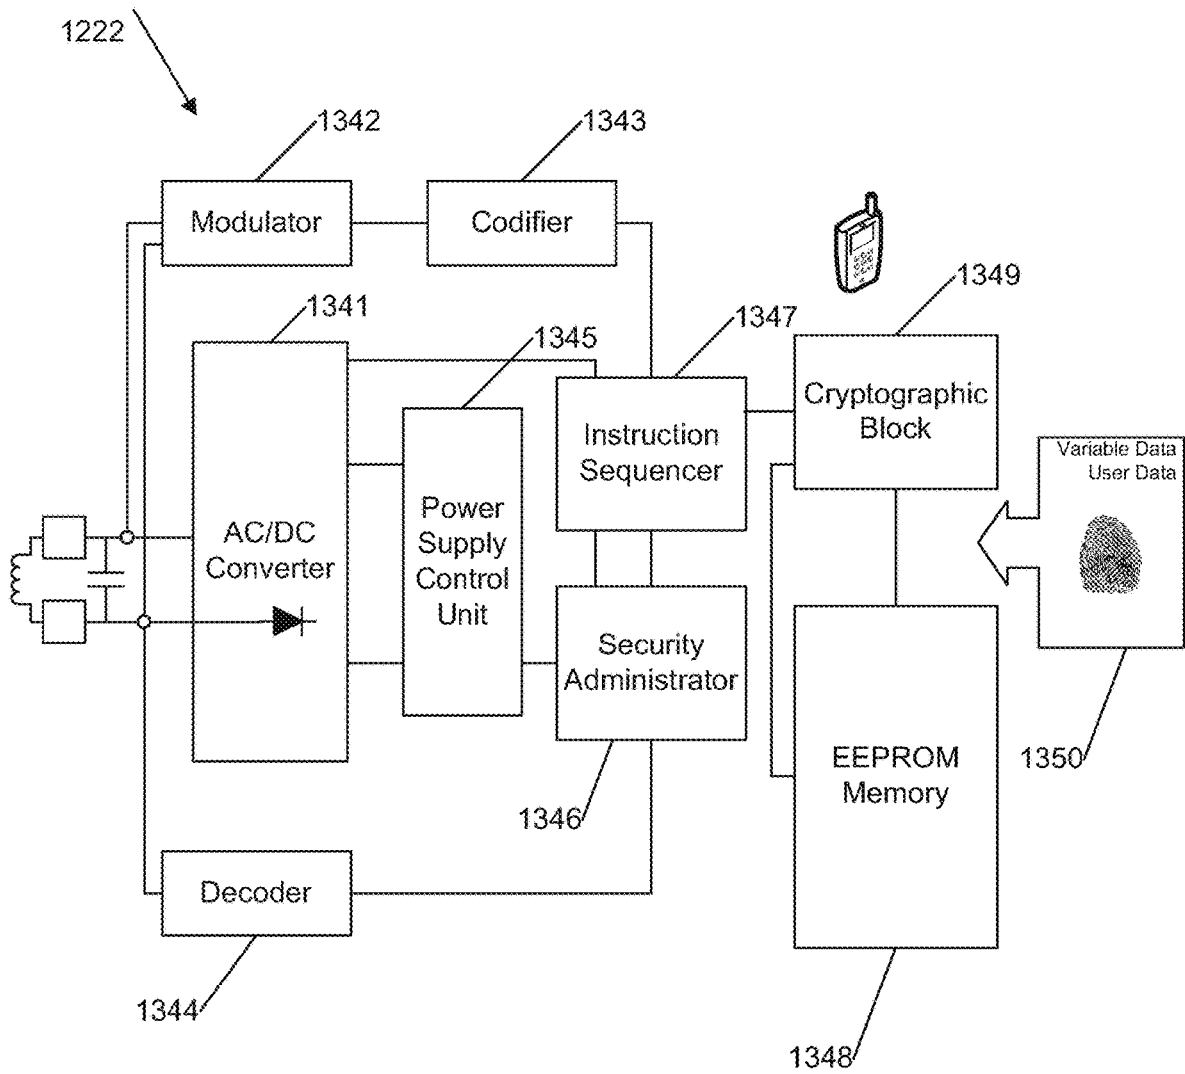 1222
1342
1343
Modulator
Codifier
1349
1341
1347
1345
Cryptographic
Block
Instruction
Sequencer
Variable Data
User Data
Power
Supply
Control
Unit
AC/DC
Converter
Security
Administrator
EEPROM
Memory
1350
1346
Decoder
1344
1348